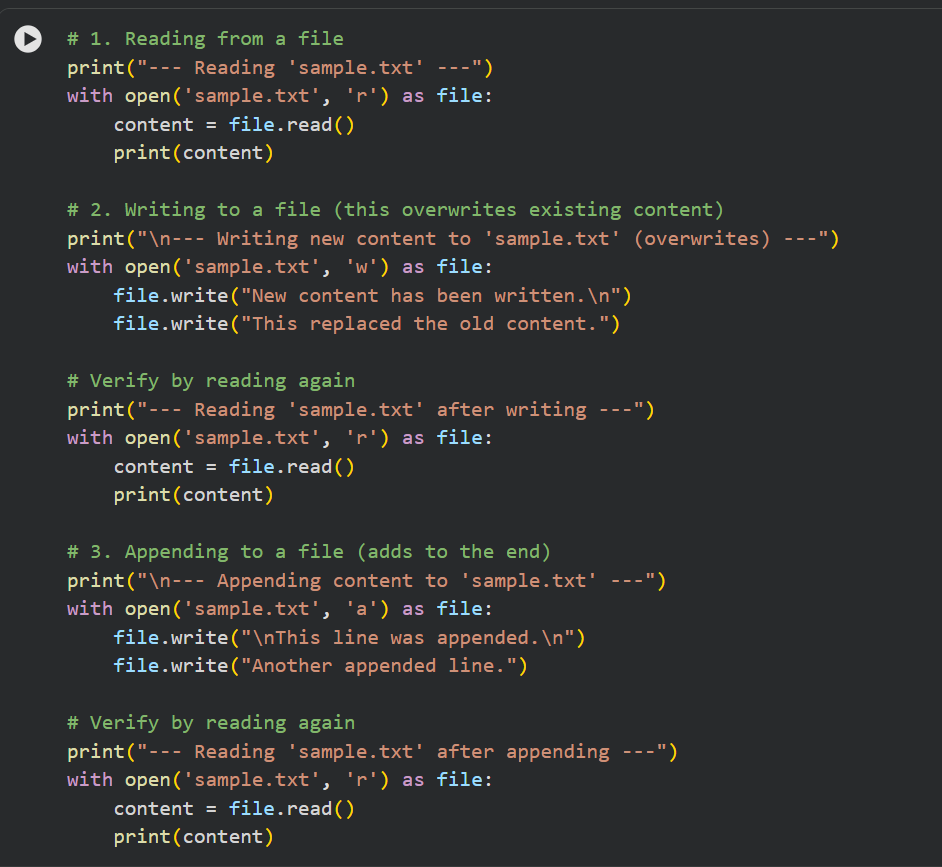 # 1. Reading from a file
print("--- Reading 'sample.txt' ---")
with open('sample.txt', 'r') as file:
    content = file.read()
    print(content)

# 2. Writing to a file (this overwrites existing content)
print("\n--- Writing new content to 'sample.txt' (overwrites) ---")
with open('sample.txt', 'w') as file:
    file.write("New content has been written.\n")
    file.write("This replaced the old content.")

# Verify by reading again
print("--- Reading 'sample.txt' after writing ---")
with open('sample.txt', 'r') as file:
    content = file.read()
    print(content)

# 3. Appending to a file (adds to the end)
print("\n--- Appending content to 'sample.txt' ---")
with open('sample.txt', 'a') as file:
    file.write("\nThis line was appended.\n")
    file.write("Another appended line.")

# Verify by reading again
print("--- Reading 'sample.txt' after appending ---")
with open('sample.txt', 'r') as file:
    content = file.read()
    print(content)